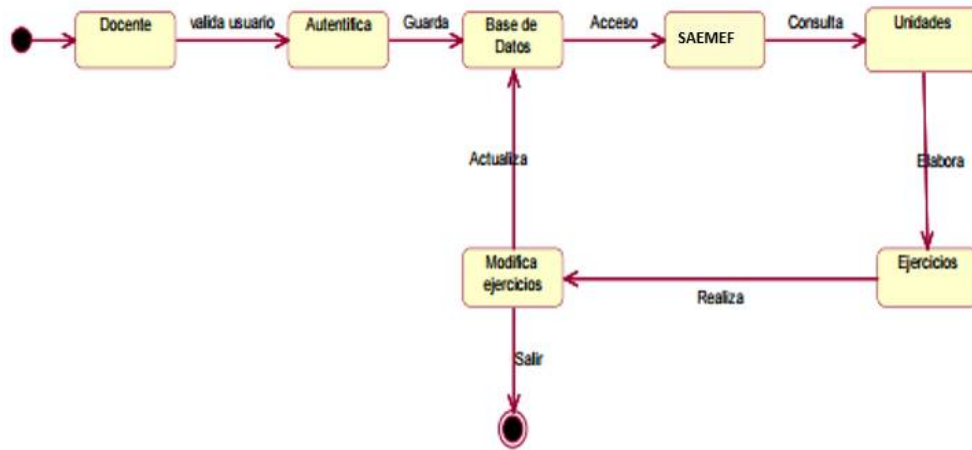 Docente
valida usuario
Autentifica
Guarda
Base de
Datos
Acceso
SAEMEF
Consulta
Unidades
Actualiza
Elabora
Modifica
ejercicios
Realiza
Ejercicios
Salir